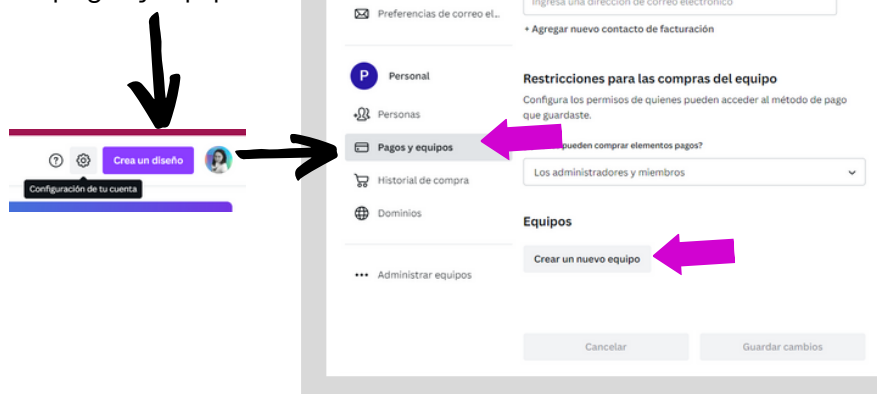 Crea un diseño
Configuración de tu cuenta
Preferencias de correo el...
P
Personal
Personas
Pagos y equipos
Historial de compra
Dominios
Administrar equipos
Ingresa una dirección de correo electrónico
+ Agregar nuevo contacto de facturación
Restricciones para las compras del equipo
Configura los permisos de quienes pueden acceder al método de pago
que guardaste.
pueden comprar elementos pagos?
Los administradores y miembros
Equipos
Crear un nuevo equipo
Cancelar
Guardar cambios